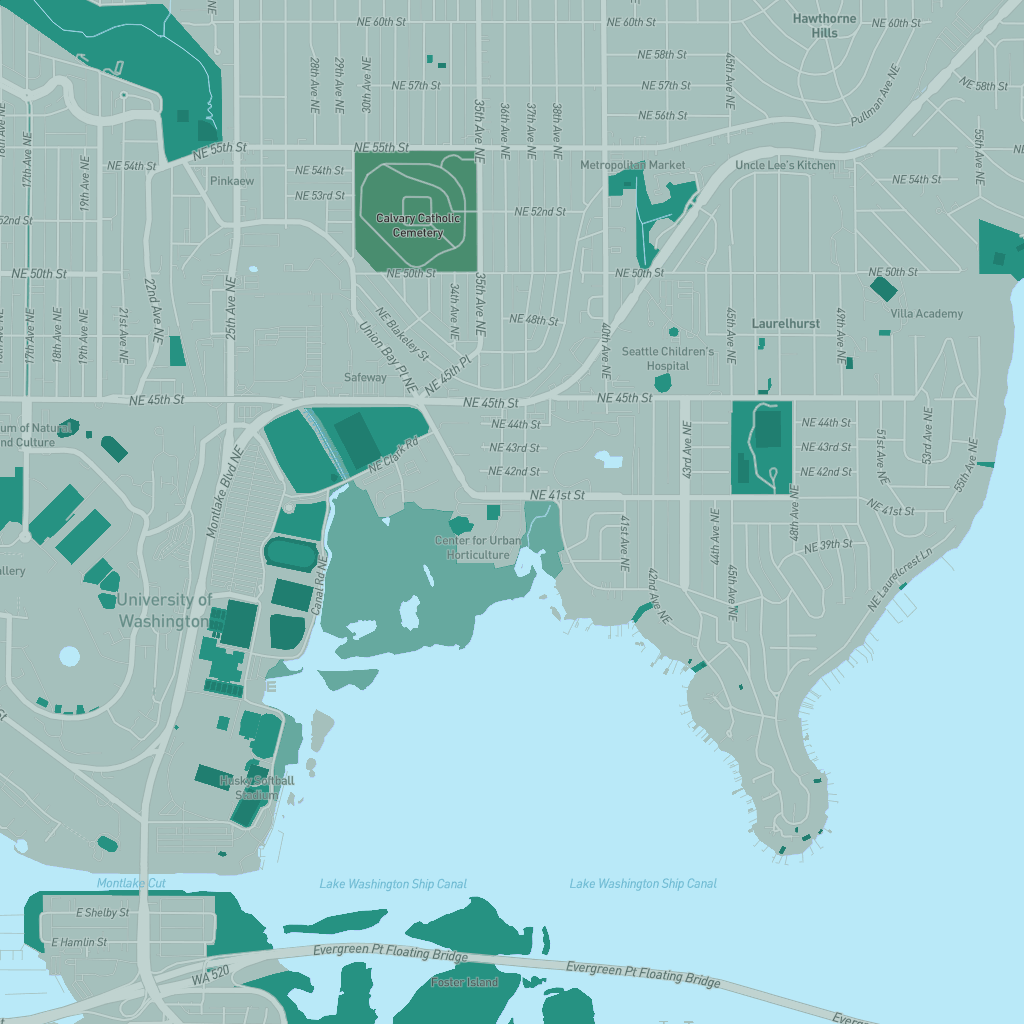 NE 60th St
NE 60th St
Hawthorne
Hills
NE 60th St
NE 58th St
28th Ave NE
29th Ave NE
30th Ave NE
NE 57th St
NE 57th St
45th Ave NE
NE 58th St
Pullman Ave NE
35th Ave NE
36th Ave NE
37th Ave NE
38th Ave NE
NE 56th St
17th Ave NE
19th Ave NE
NE 55th St
NE 55th St
55th Ave NE
NE 54th St
NE 54th St
Metropolitan Market
Uncle Lee's Kitchen
Pinkaew
NE 54th St
NE 53rd St
52nd St
Calvary Catholic
Cemetery
NE 52nd St
NE 50th St
NE 50th St
NE 50th St
NE 50th St
22nd Ave NE
25th Ave NE
34th Ave NE
35th Ave NE
17th Ave NE
18th Ave NE
19th Ave NE
21st Ave NE
NE Blakeley St
Union Bay Pl NE
NE 48th St
40th Ave NE
45th Ave NE
Laurelhurst
49th Ave NE
Villa Academy
Seattle Children's
Hospital
Safeway
NE 45th Pl
NE 45th St
NE 45th St
NE 45th St
um of Natural
nd Culture
NE 44th St
NE 43rd St
NE 42nd St
43rd Ave NE
NE 44th St
NE 43rd St
NE 42nd St
51st Ave NE
53rd Ave NE
55th Ave NE
NE Clark Rd
Montlake Blvd NE
NE 41st St
NE 41st St
48th Ave NE
Center for Urban
Horticulture
41st Ave NE
44th Ave NE
NE 39th St
allery
Canal Rd NE
42nd Ave NE
45th Ave NE
NE Laurelcrest Ln
University of
Washington
Husky Softball
Stadium
Montlake Cut
Lake Washington Ship Canal
Lake Washington Ship Canal
E Shelby St
E Hamlin St
WA 520
Evergreen Pt Floating Bridge
Evergreen Pt Floating Bridge
Foster Island